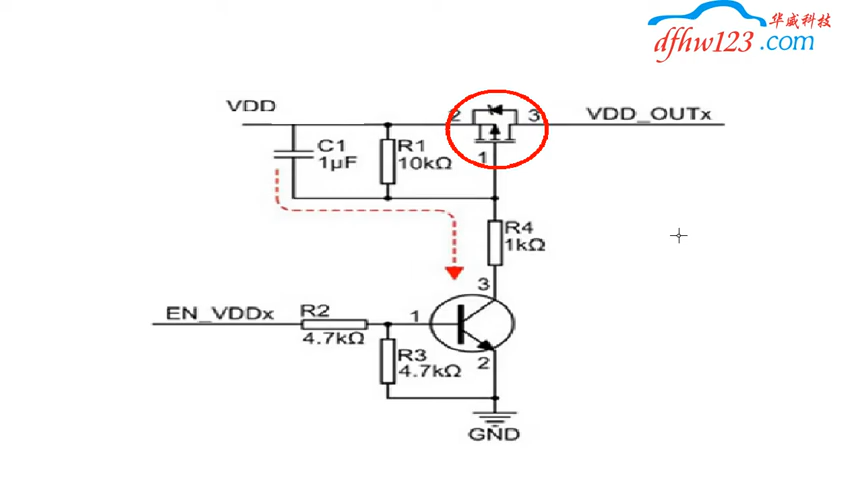 华威科技
dfhw123.com
VDD
2
3
VDD_OUTx
C1
1µF
R1
10kΩ
1
R4
1kΩ
3
EN_VDDx
R2
4.7kΩ
1
R3
4.7kΩ
2
GND